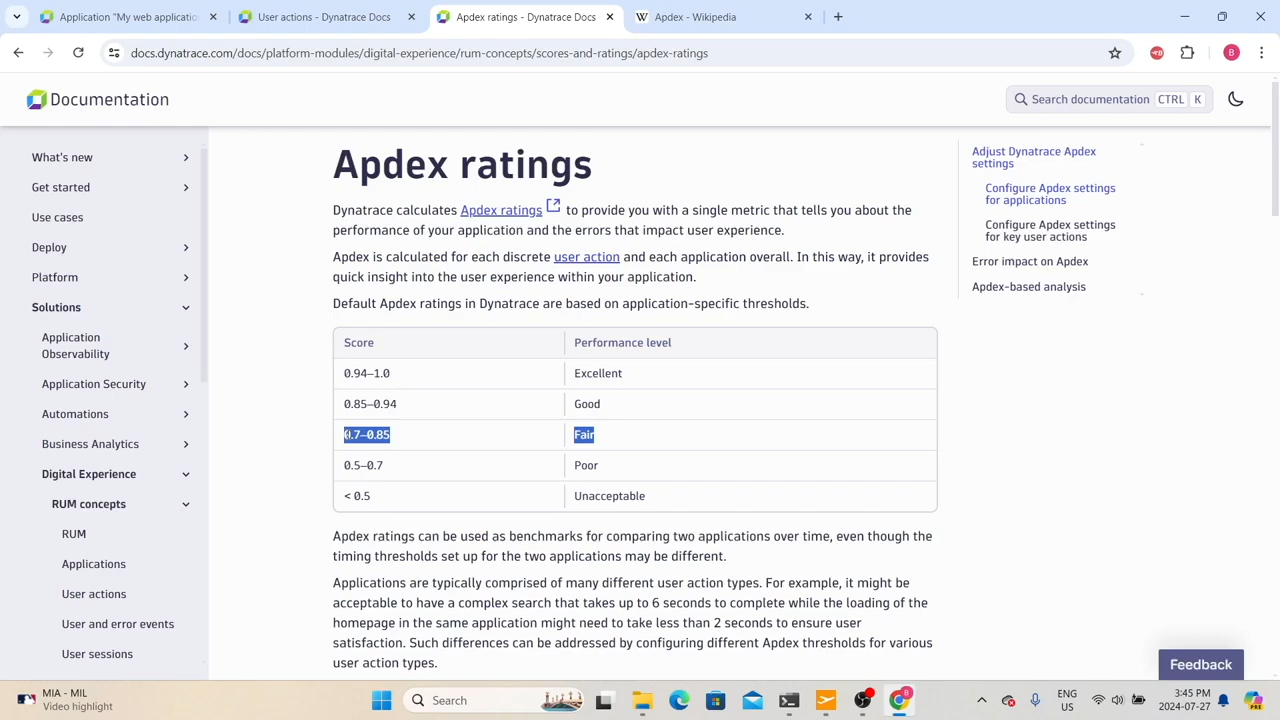 Application "My web applicatio
User actions - Dynatrace Docs
Apdex ratings - Dynatrace Docs
W Apdex - Wikipedia
docs.dynatrace.com/docs/platform-modules/digital-experience/rum-concepts/scores-and-ratings/apdex-ratings
B
Documentation
Search documentation CTRL K
What's new
Get started
Use cases
Deploy
Platform
Solutions
Application
Observability
Application Security
Automations
Business Analytics
Digital Experience
RUM concepts
RUM
Applications
User actions
User and error events
User sessions
Apdex ratings
Dynatrace calculates Apdex ratings to provide you with a single metric that tells you about the
performance of your application and the errors that impact user experience.
Apdex is calculated for each discrete user action and each application overall. In this way, it provides
quick insight into the user experience within your application.
Default Apdex ratings in Dynatrace are based on application-specific thresholds.
Score Performance level
0.94–1.0 Excellent
0.85–0.94 Good
0.7–0.85 Fair
0.5–0.7 Poor
< 0.5 Unacceptable
Apdex ratings can be used as benchmarks for comparing two applications over time, even though the
timing thresholds set up for the two applications may be different.
Applications are typically comprised of many different user action types. For example, it might be
acceptable to have a complex search that takes up to 6 seconds to complete while the loading of the
homepage in the same application might need to take less than 2 seconds to ensure user
satisfaction. Such differences can be addressed by configuring different Apdex thresholds for various
user action types.
Adjust Dynatrace Apdex
settings
Configure Apdex settings
for applications
Configure Apdex settings
for key user actions
Error impact on Apdex
Apdex-based analysis
Feedback
MIA - MIL
Video highlight
Search
B
ENG
US
3:45 PM
2024-07-27